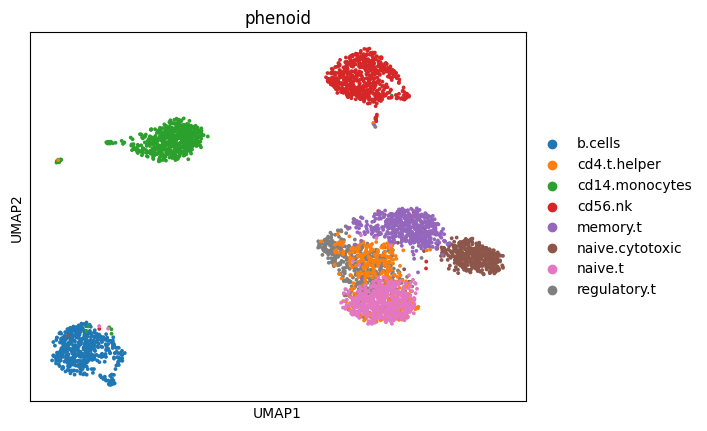 phenoid
UMAP2
UMAP1
b.cells
cd4.t.helper
cd14.monocytes
cd56.nk
memory.t
naive.cytotoxic
naive.t
regulatory.t